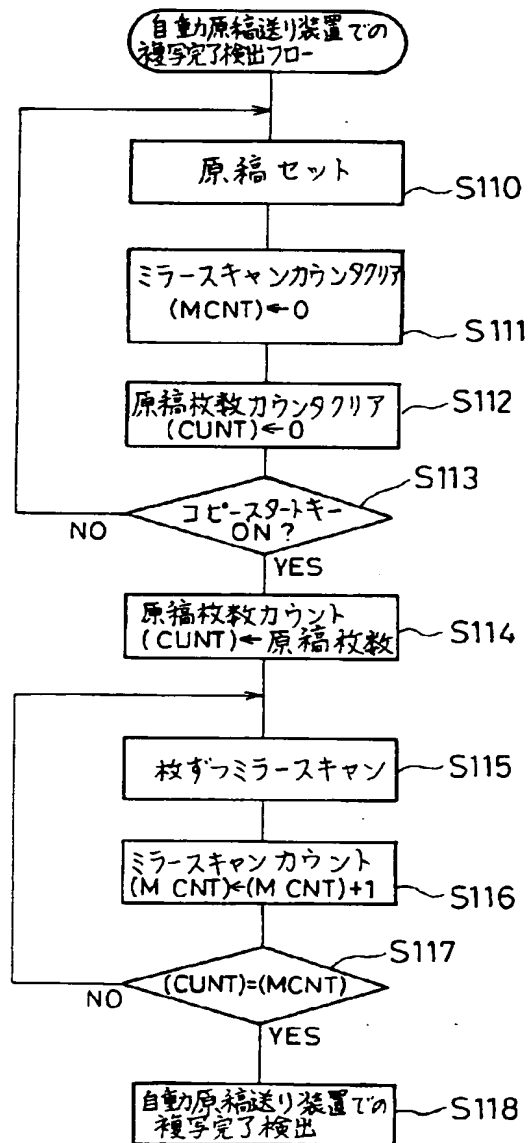 自動原稿送り装置での
複写完了検出フロー
原稿セット
S110
ミラースキャンカウンタクリア
(MCNT)←0
S111
原稿枚数カウンタクリア
(CUNT)←0
S112
コピースタートキー
ON?
S113
NO
YES
原稿枚数カウント
(CUNT)←原稿枚数
S114
枚ずつミラースキャン
S115
ミラースキャンカウント
(M CNT)←(M CNT)+1
S116
(CUNT)=(MCNT)
S117
NO
YES
自動原稿送り装置での
複写完了検出
S118